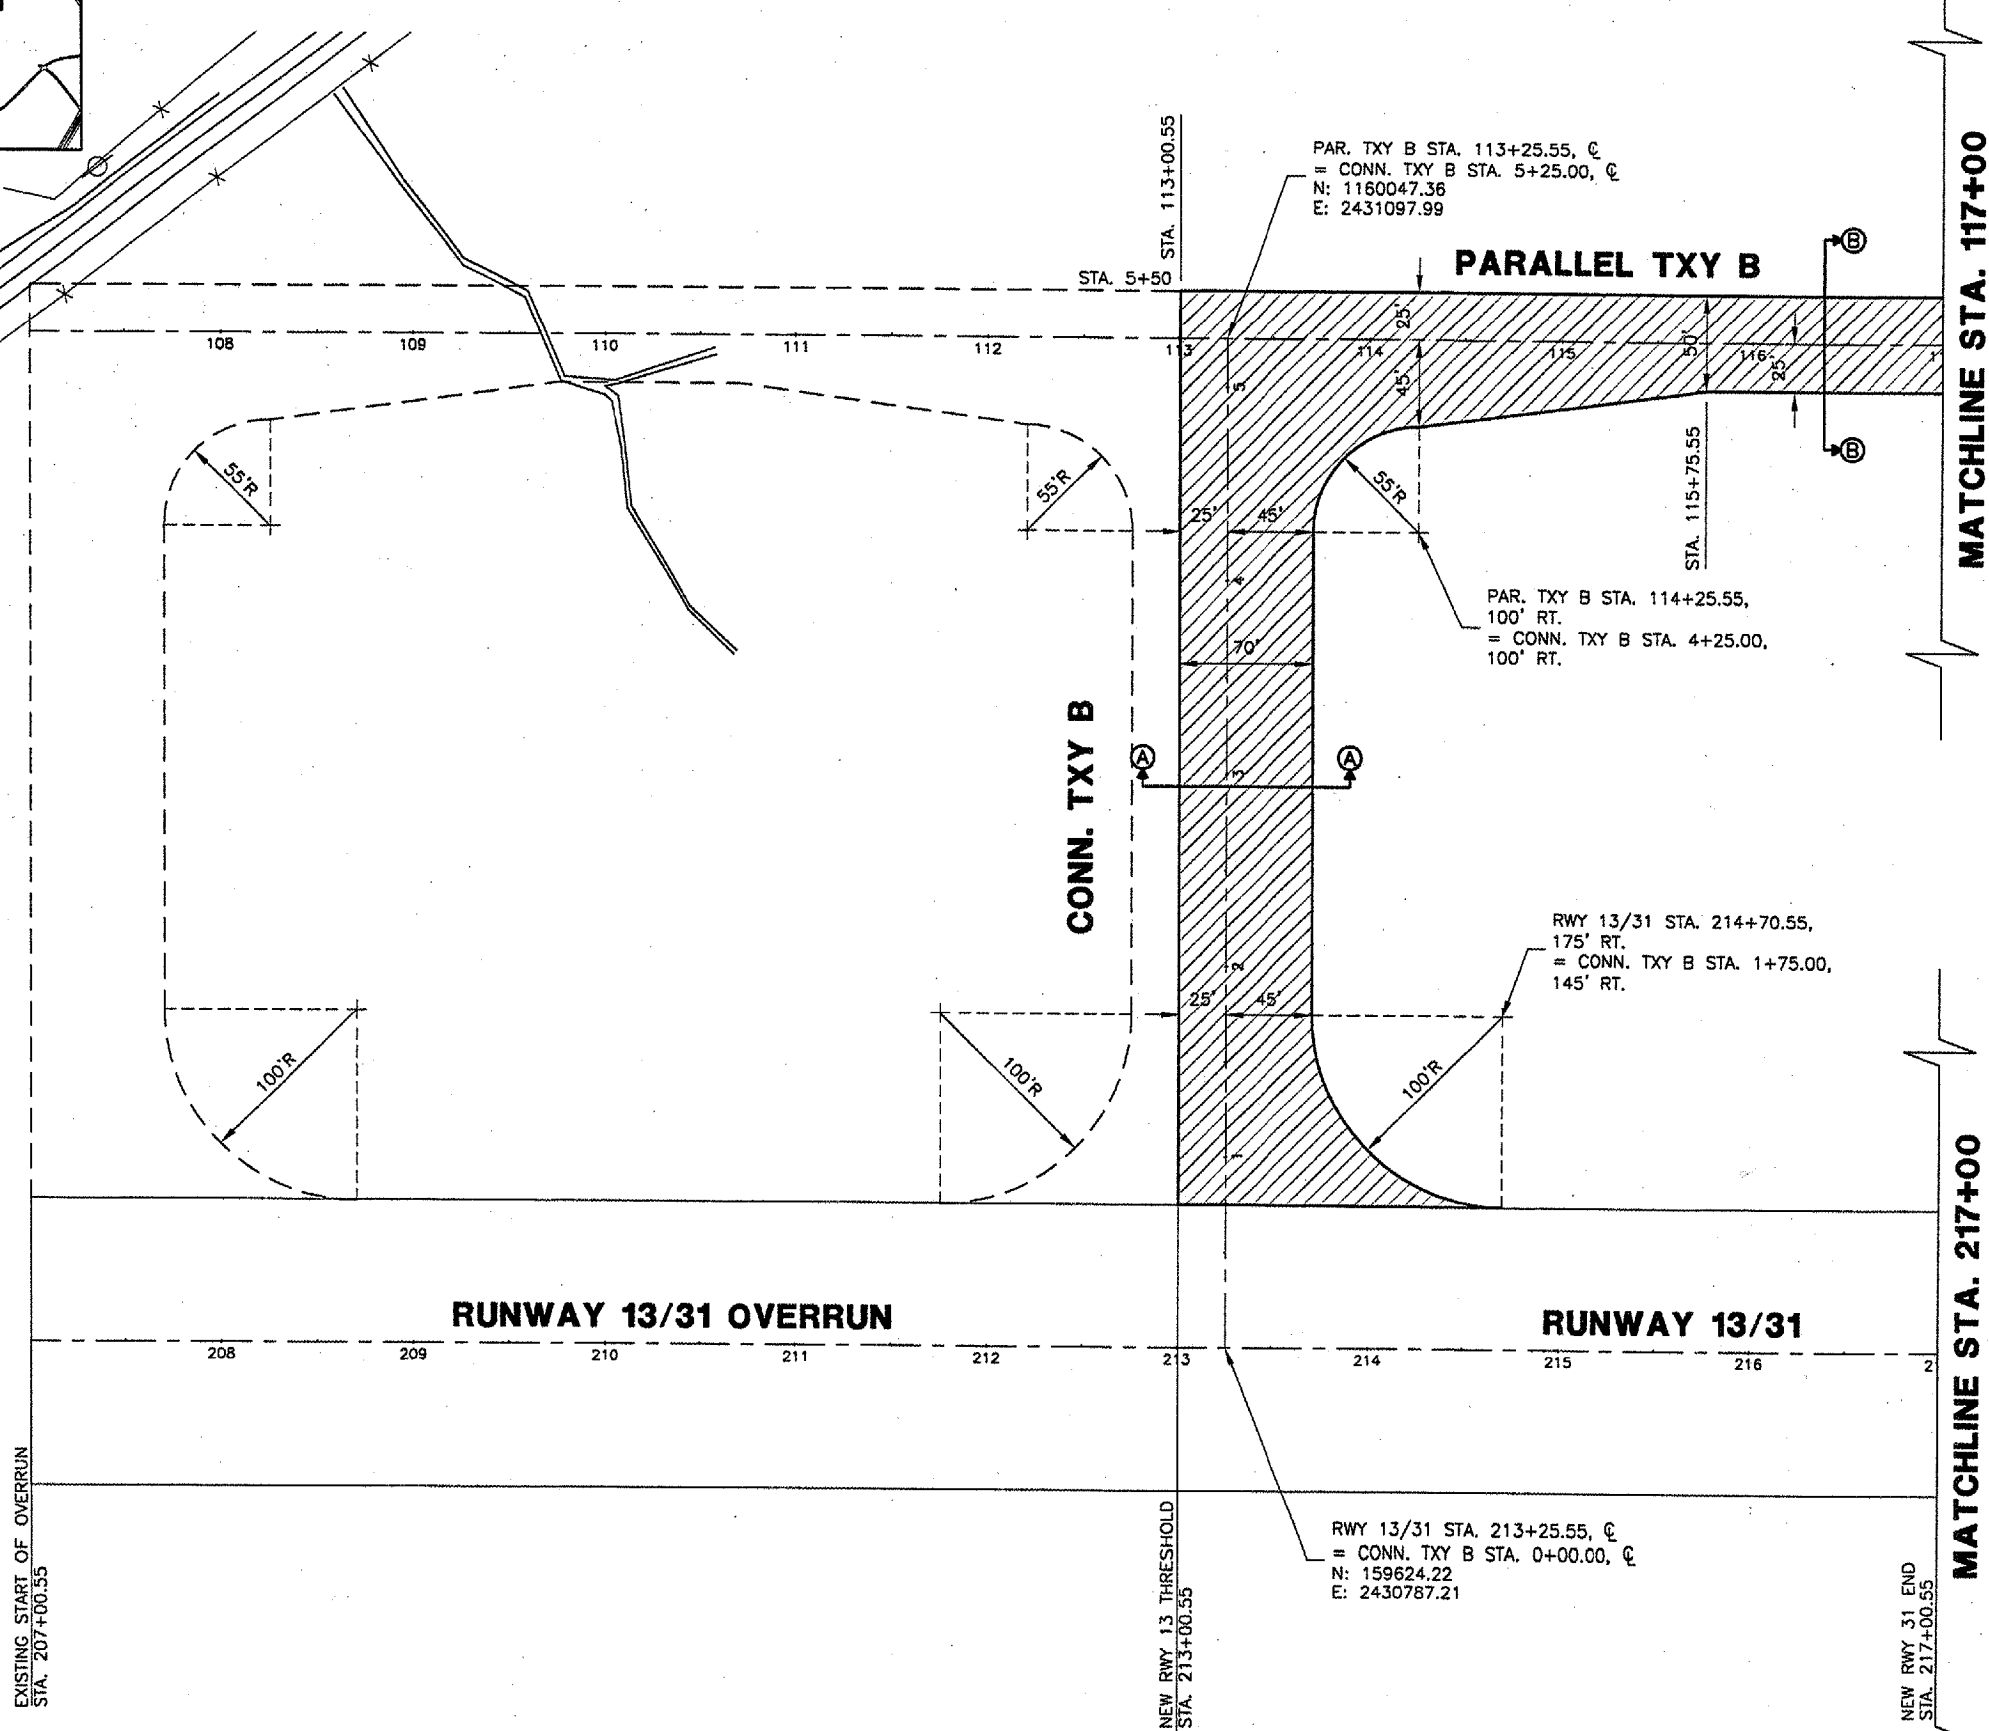 STA. 113+00.55
PAR. TXY B STA. 113+25.55, ℄
= CONN. TXY B STA. 5+25.00, ℄
N: 1160047.36
E: 2431097.99
PARALLEL TXY B
B
STA. 5+50
MATCHLINE STA. 117+00
25'
108
109
110
111
112
113
114
115
116
1
5
45'
50'
25'
B
55'R
55'R
25'
45'
55'R
STA. 115+75.55
4
PAR. TXY B STA. 114+25.55,
100' RT.
= CONN. TXY B STA. 4+25.00,
100' RT.
70'
CONN. TXY B
A
A
3
RWY 13/31 STA. 214+70.55,
175' RT.
= CONN. TXY B STA. 1+75.00,
145' RT.
2
25'
45'
100'R
100'R
100'R
1
MATCHLINE STA. 217+00
RUNWAY 13/31 OVERRUN
RUNWAY 13/31
208
209
210
211
212
213
214
215
216
2
EXISTING START OF OVERRUN
STA. 207+00.55
NEW RWY 13 THRESHOLD
STA. 213+00.55
RWY 13/31 STA. 213+25.55, ℄
= CONN. TXY B STA. 0+00.00, ℄
N: 159624.22
E: 2430787.21
NEW RWY 31 END
STA. 217+00.55